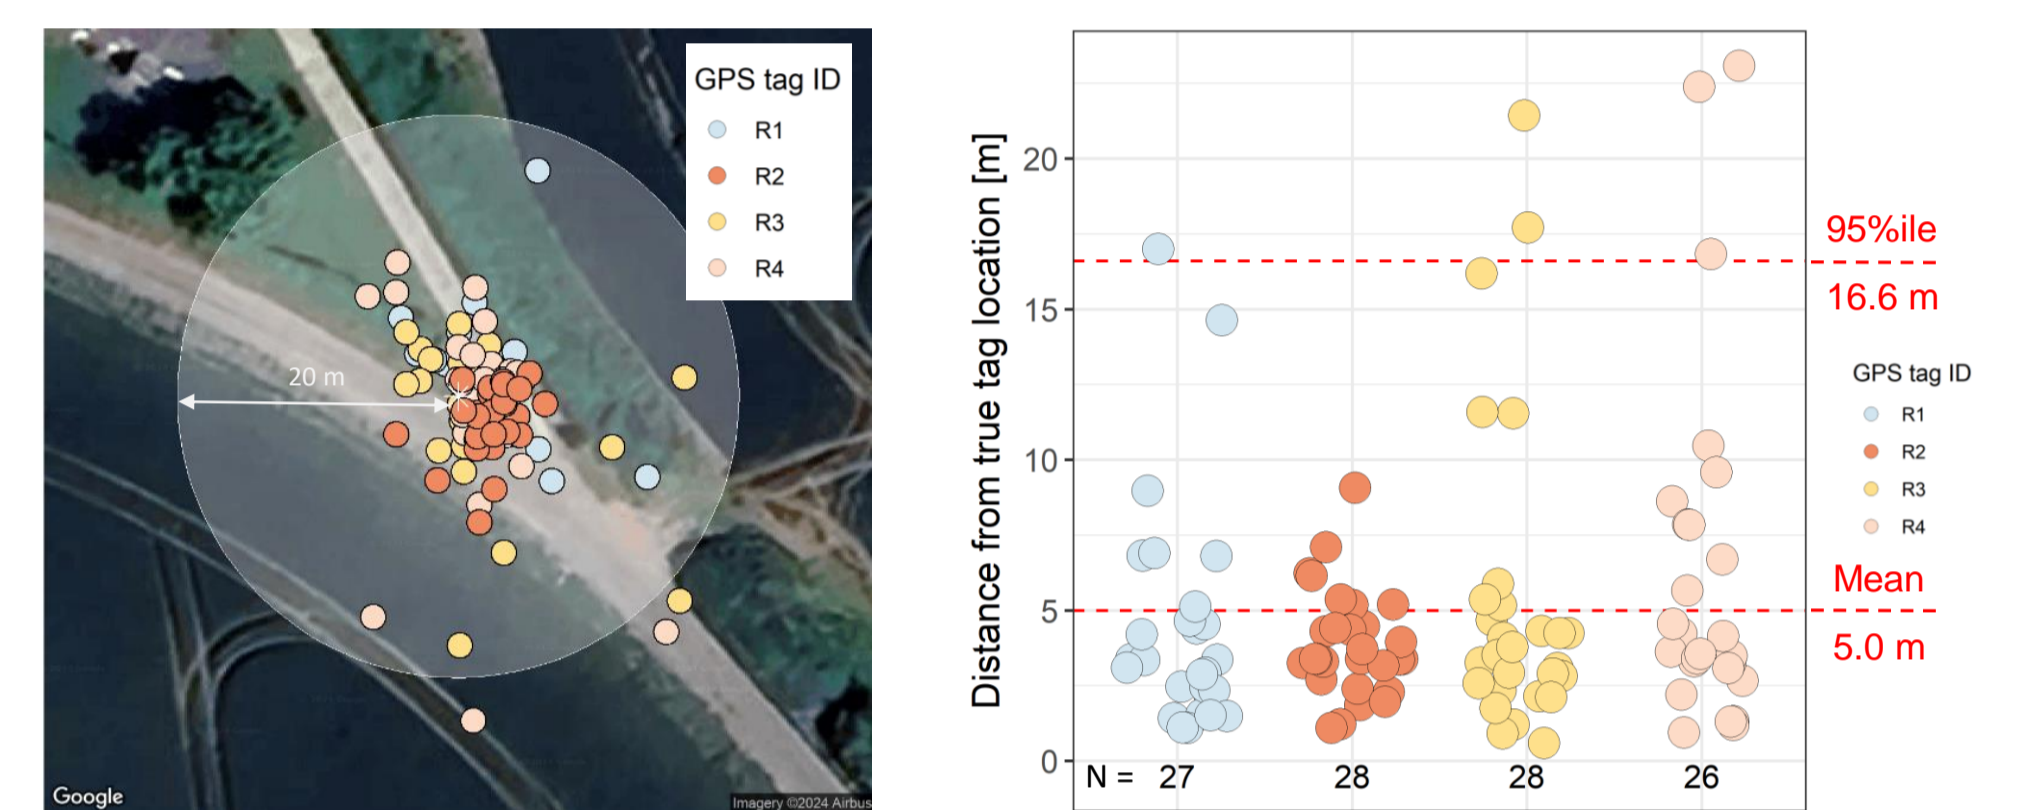 GPS tag ID
R1
R2
R3
R4
20 m
Google
Imagery ©2024 Airbus
Distance from true tag location [m]
20
15
10
5
0
N = 27 28 28 26
95%ile
16.6 m
GPS tag ID
R1
R2
R3
R4
Mean
5.0 m